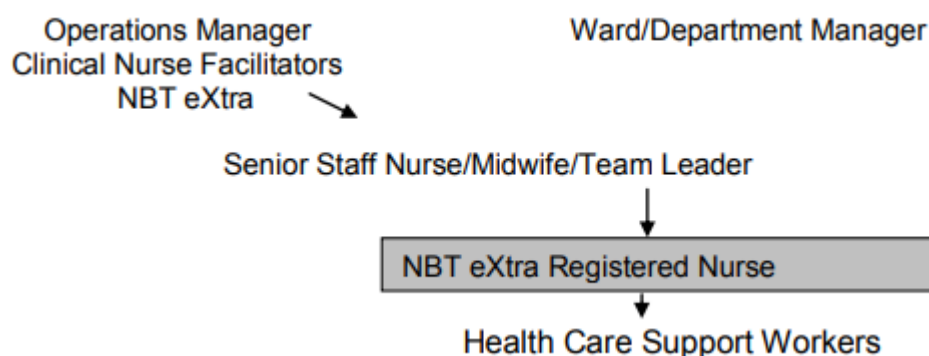 Operations Manager
Ward/Department Manager
Clinical Nurse Facilitators
NBT eXtra
Senior Staff Nurse/Midwife/Team Leader
NBT eXtra Registered Nurse
Health Care Support Workers